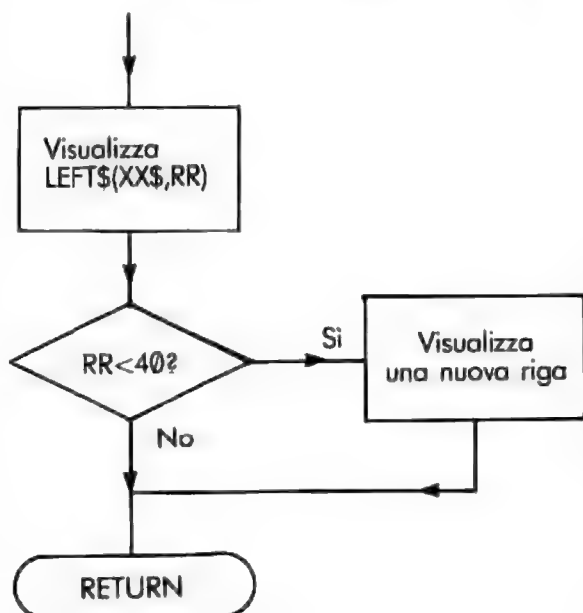 Visualizza
LEFT$(XX$,RR)
RR<40?
Si
Visualizza
una nuova riga
No
RETURN